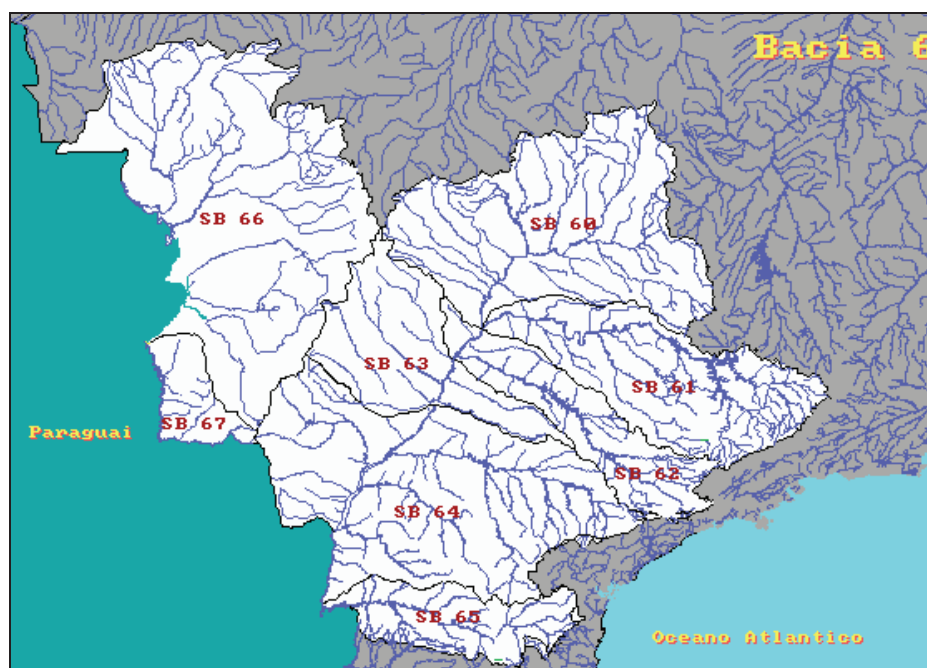 Bacia 6
SB 66
SB 60
SB 63
SB 61
SB 67
Paraguai
SB 62
SB 64
SB 65
Oceano Atlantico